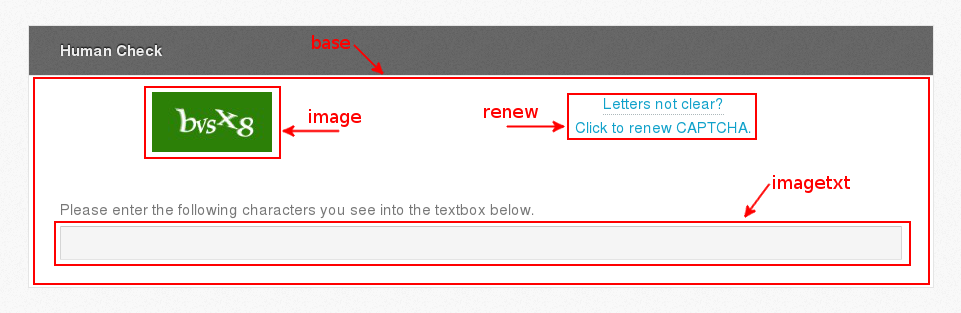 Human Check
base
bvsX8
image
renew
Letters not clear?
Click to renew CAPTCHA.
imagetxt
Please enter the following characters you see into the textbox below.